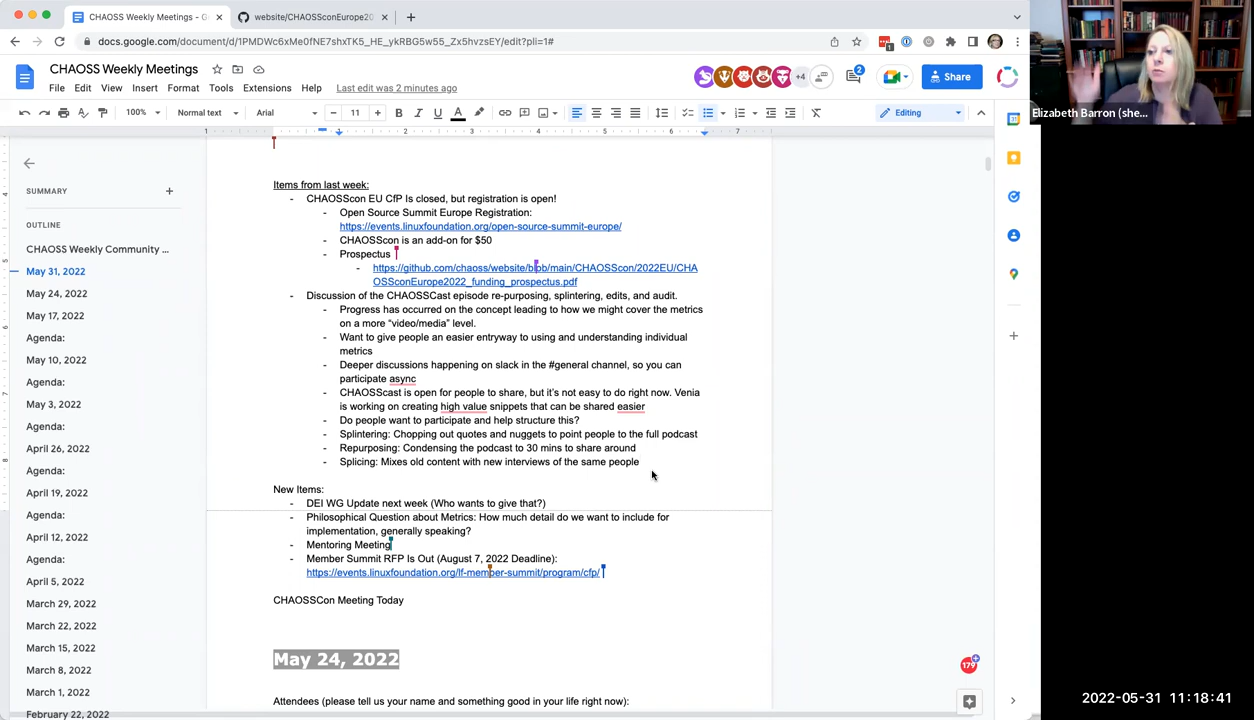 CHAOSS Weekly Meetings - G
website/CHAOSSconEurope20
docs.google.com/document/d/1PMDWc6xMe0fNE7shxTK5_HE_ykRBG5w55_Zx5hvzsEY/edit?pli=1#
1
CHAOSS Weekly Meetings
+4
2
Share
File Edit View Insert Format Tools Extensions Help Last edit was 2 minutes ago
100% Normal text Arial 11 Editing
Elizabeth Barron (she...
1 2 3 4 5 6 7
SUMMARY
OUTLINE
CHAOSS Weekly Community ...
May 31, 2022
May 24, 2022
May 17, 2022
Agenda:
May 10, 2022
Agenda:
May 3, 2022
Agenda:
April 26, 2022
Agenda:
April 19, 2022
Agenda:
April 12, 2022
Agenda:
April 5, 2022
March 29, 2022
March 22, 2022
March 15, 2022
March 8, 2022
March 1, 2022
February 22, 2022
Items from last week:
- CHAOSScon EU CfP Is closed, but registration is open!
- Open Source Summit Europe Registration:
https://events.linuxfoundation.org/open-source-summit-europe/
- CHAOSScon is an add-on for $50
- Prospectus
- https://github.com/chaoss/website/blob/main/CHAOSScon/2022EU/CHA
OSSconEurope2022_funding_prospectus.pdf
- Discussion of the CHAOSSCast episode re-purposing, splintering, edits, and audit.
- Progress has occurred on the concept leading to how we might cover the metrics
on a more “video/media” level.
- Want to give people an easier entryway to using and understanding individual
metrics
- Deeper discussions happening on slack in the #general channel, so you can
participate async
- CHAOSScast is open for people to share, but it’s not easy to do right now. Venia
is working on creating high value snippets that can be shared easier
- Do people want to participate and help structure this?
- Splintering: Chopping out quotes and nuggets to point people to the full podcast
- Repurposing: Condensing the podcast to 30 mins to share around
- Splicing: Mixes old content with new interviews of the same people
New Items:
- DEI WG Update next week (Who wants to give that?)
- Philosophical Question about Metrics: How much detail do we want to include for
implementation, generally speaking?
- Mentoring Meeting
- Member Summit RFP Is Out (August 7, 2022 Deadline):
https://events.linuxfoundation.org/lf-member-summit/program/cfp/
CHAOSSCon Meeting Today
May 24, 2022
Attendees (please tell us your name and something good in your life right now):
179
2022-05-31 11:18:41